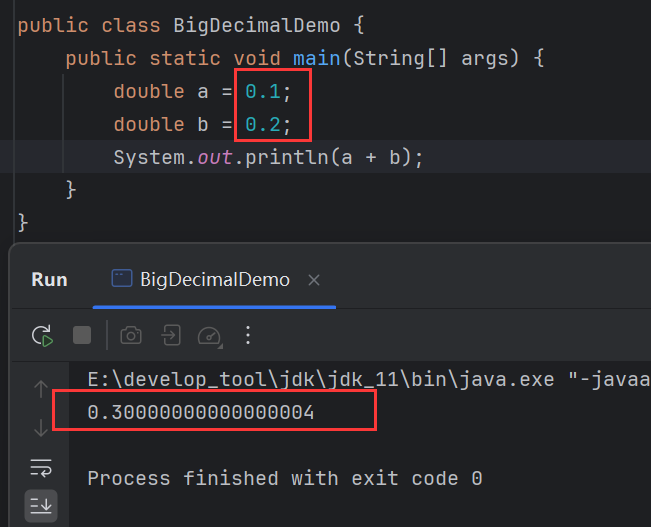 public class BigDecimalDemo {
public static void main(String[] args) {
double a = 0.1;
double b = 0.2;
System.out.println(a + b);
}
}
Run BigDecimalDemo ×
E:\develop_tool\jdk\jdk_11\bin\java.exe "-javaa
0.30000000000000004
Process finished with exit code 0